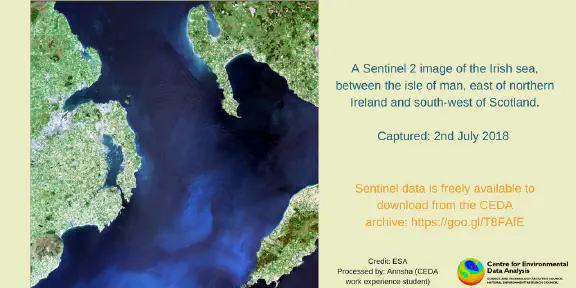 A Sentinel 2 image of the Irish sea,
between the isle of man, east of northern
Ireland and south-west of Scotland.
Captured: 2nd July 2018
Sentinel data is freely available to
download from the CEDA
archive: https://goo.gl/T8FAfE
Credit: ESA
Processed by: Annsha (CEDA
work experience student)
Centre for Environmental
Data Analysis
SCIENCE AND TECHNOLOGY FACILITIES COUNCIL
NATURAL ENVIRONMENT RESEARCH COUNCIL